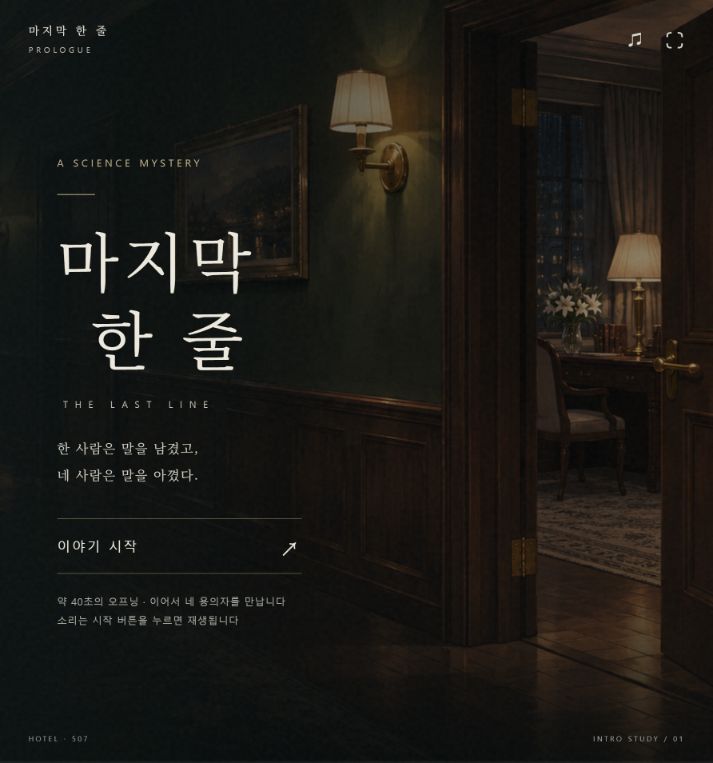 마지막 한 줄
PROLOGUE
A SCIENCE MYSTERY
마지막
한 줄
THE LAST LINE
한 사람은 말을 남겼고,
네 사람은 말을 아꼈다.
이야기 시작
약 40초의 오프닝 · 이어서 네 용의자를 만납니다
소리는 시작 버튼을 누르면 재생됩니다
HOTEL · 507
INTRO STUDY / 01